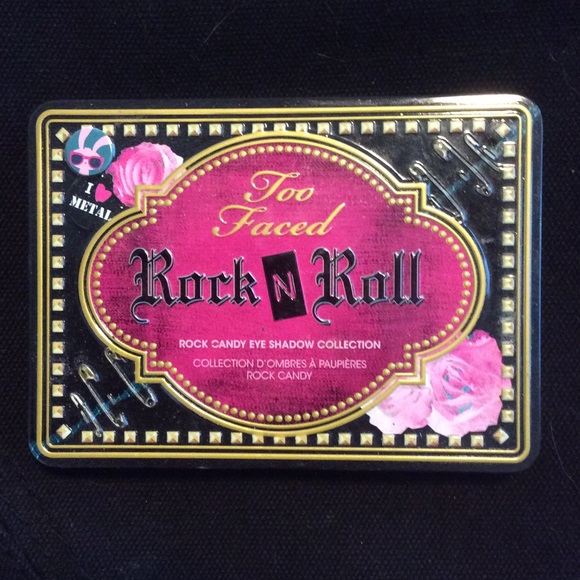 I ♥
METAL
Too
Faced
Rock N Roll
ROCK CANDY EYE SHADOW COLLECTION
COLLECTION D'OMBRES À PAUPIÈRES
ROCK CANDY